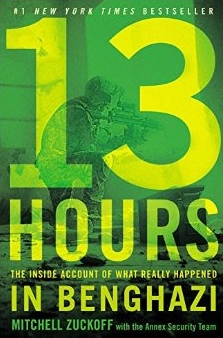 #1 NEW YORK TIMES BESTSELLER
13
HOURS
THE INSIDE ACCOUNT OF WHAT REALLY HAPPENED
IN BENGHAZI
MITCHELL ZUCKOFF with the Annex Security Team